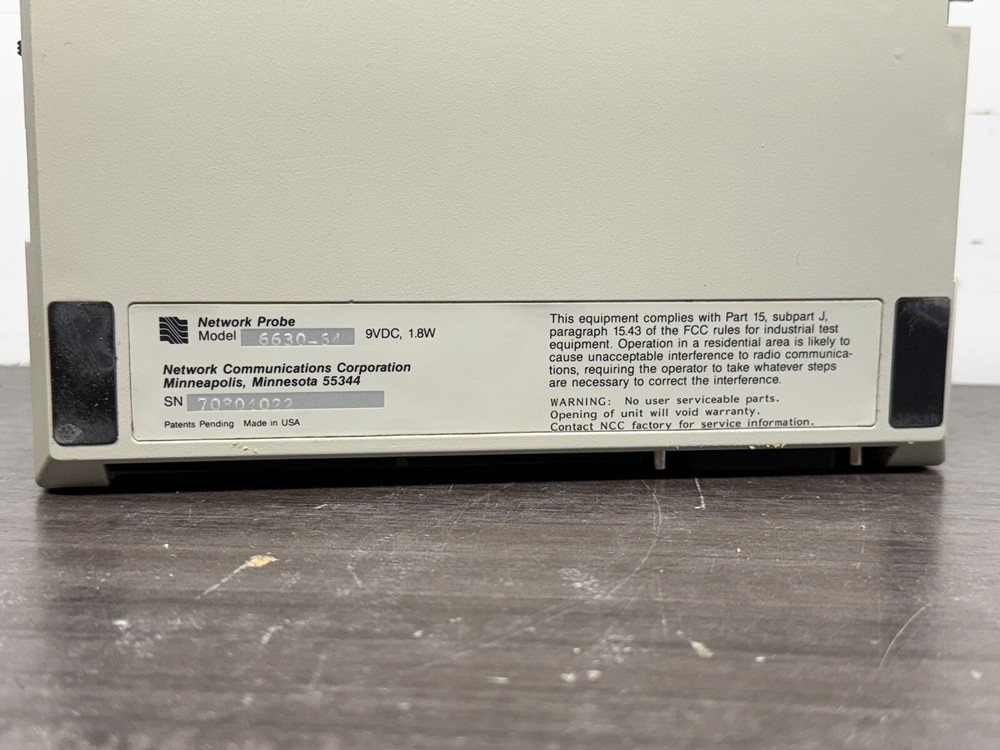 Network Probe
Model 6630-64 9VDC, 1.8W
Network Communications Corporation
Minneapolis, Minnesota 55344
SN 70804022
Patents Pending Made in USA
This equipment complies with Part 15, subpart J,
paragraph 15.43 of the FCC rules for industrial test
equipment. Operation in a residential area is likely to
cause unacceptable interference to radio communica-
tions, requiring the operator to take whatever steps
are necessary to correct the interference.
WARNING: No user serviceable parts.
Opening of unit will void warranty.
Contact NCC factory for service information.